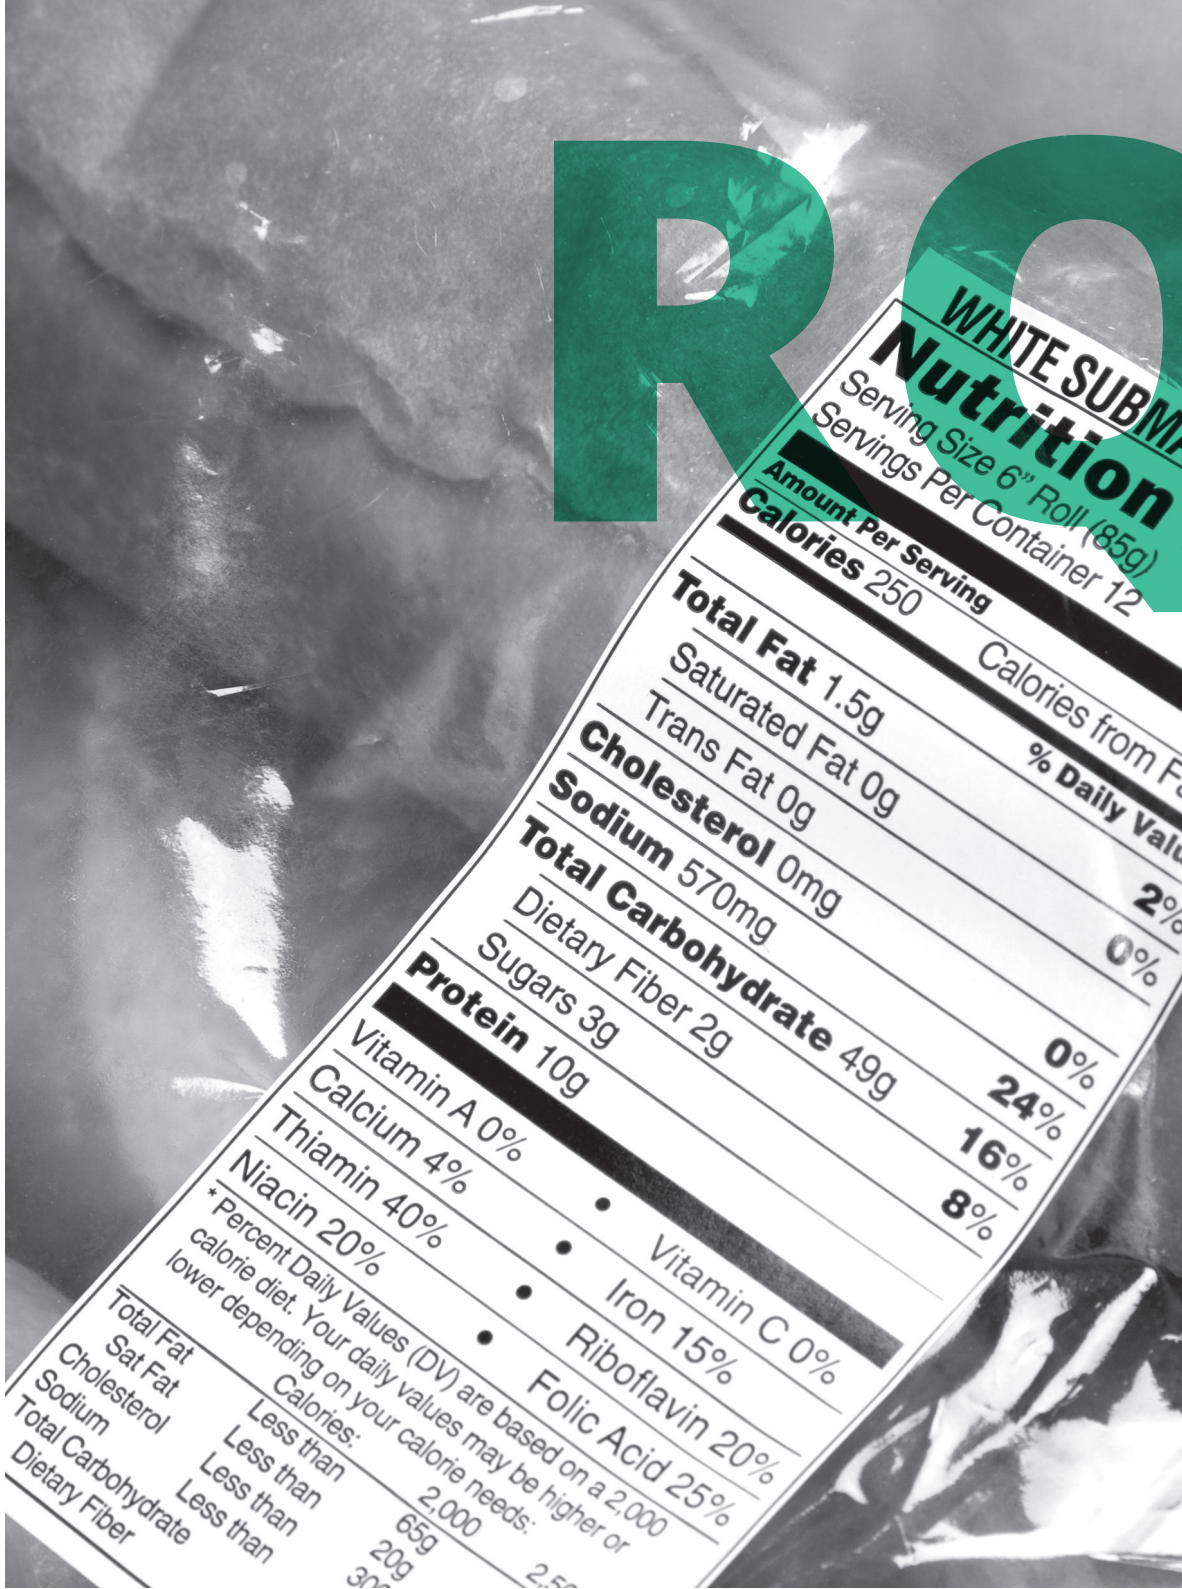 RO
WHITE SUBMA
Nutrition
Serving Size 6” Roll (85g)
Servings Per Container 12
Amount Per Serving
Calories 250 Calories from Fa
% Daily Valu
Total Fat 1.5g 2%
Saturated Fat 0g 0%
Trans Fat 0g
Cholesterol 0mg 0%
Sodium 570mg 24%
Total Carbohydrate 49g 16%
Dietary Fiber 2g 8%
Sugars 3g
Protein 10g
Vitamin A 0% • Vitamin C 0%
Calcium 4% • Iron 15%
Thiamin 40% • Riboflavin 20%
Niacin 20% • Folic Acid 25%
*Percent Daily Values (DV) are based on a 2,000
calorie diet. Your daily values may be higher or
lower depending on your calorie needs:
Calories: 2,000 2,50
Total Fat Less than 65g
Sat Fat Less than 20g
Cholesterol Less than 300
Sodium Less than
Total Carbohydrate
Dietary Fiber